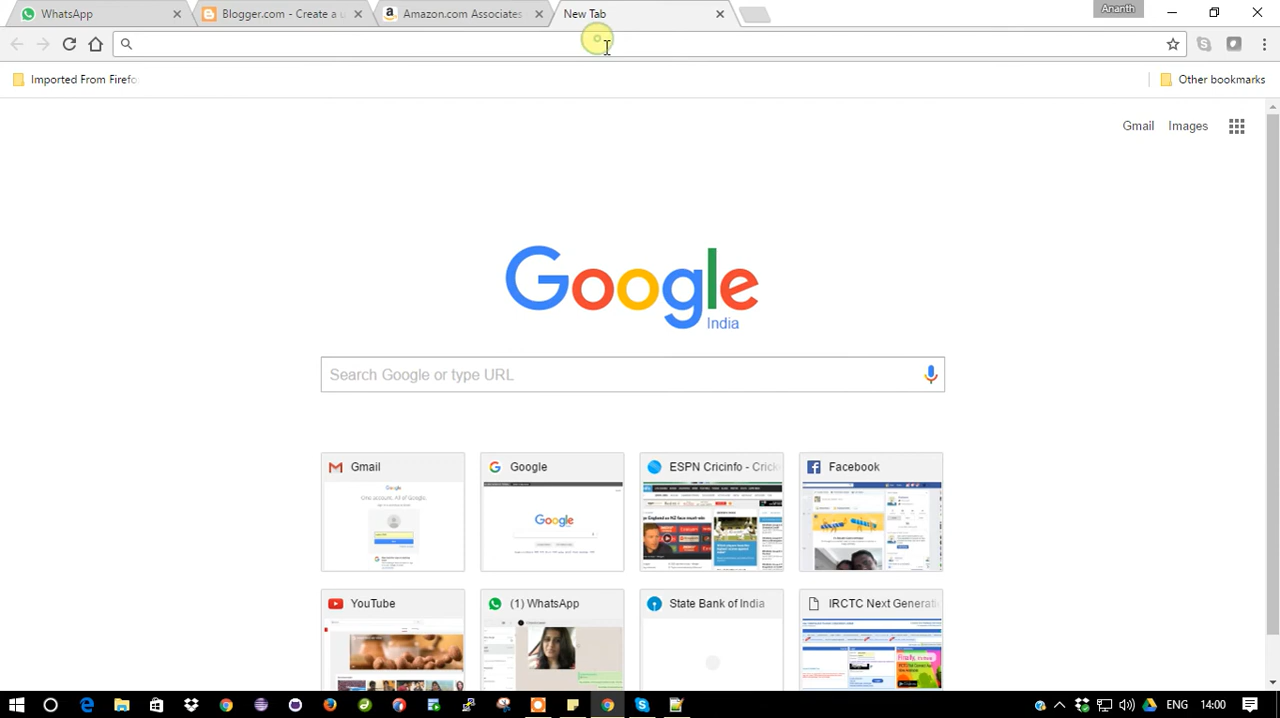 WhatsApp
Blogger.com - Create a u
Amazon.com Associates
New Tab
Ananth
Imported From Firefo
Other bookmarks
Gmail Images
Google
India
Search Google or type URL
Gmail
Google
ESPN Cricinfo - Crick
Facebook
YouTube
(1) WhatsApp
State Bank of India
IRCTC Next Generati
ENG 14:00